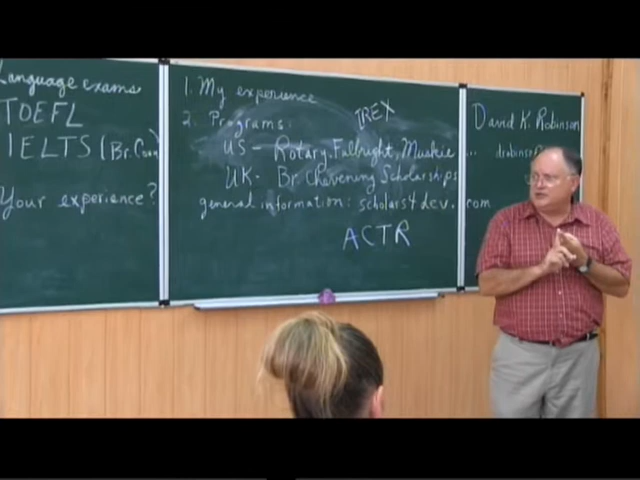 Language exams
TOEFL
IELTS (Br. Coun)
Your experience?
1. My experience
2. Programs: IREX
US - Rotary, Fulbright, Muskie...
UK- Br. Chevening Scholarships
general information: scholars4dev.com
ACTR
David K. Robinson